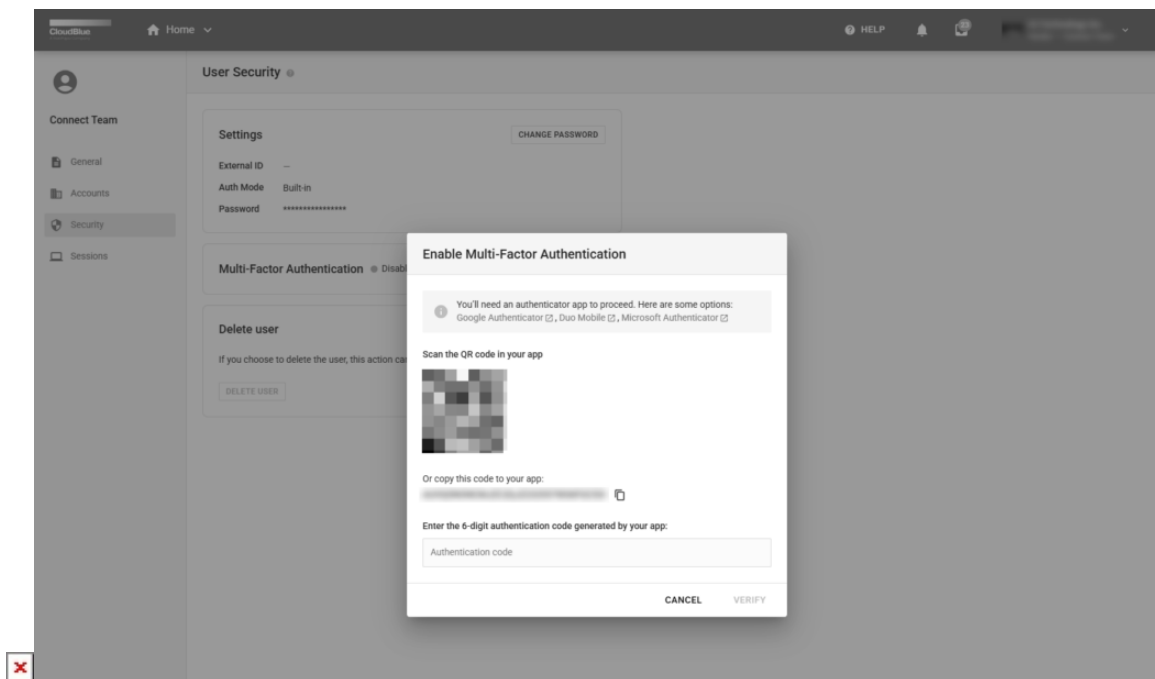 CloudBlue
Home
HELP
User Security
Connect Team
General
Accounts
Security
Sessions
Settings
CHANGE PASSWORD
External ID –
Auth Mode Built-in
Password ****************
Multi-Factor Authentication Disabl
Delete user
If you choose to delete the user, this action can
DELETE USER
Enable Multi-Factor Authentication
You'll need an authenticator app to proceed. Here are some options:
Google Authenticator, Duo Mobile, Microsoft Authenticator
Scan the QR code in your app
Or copy this code to your app:
Enter the 6-digit authentication code generated by your app:
Authentication code
CANCEL VERIFY